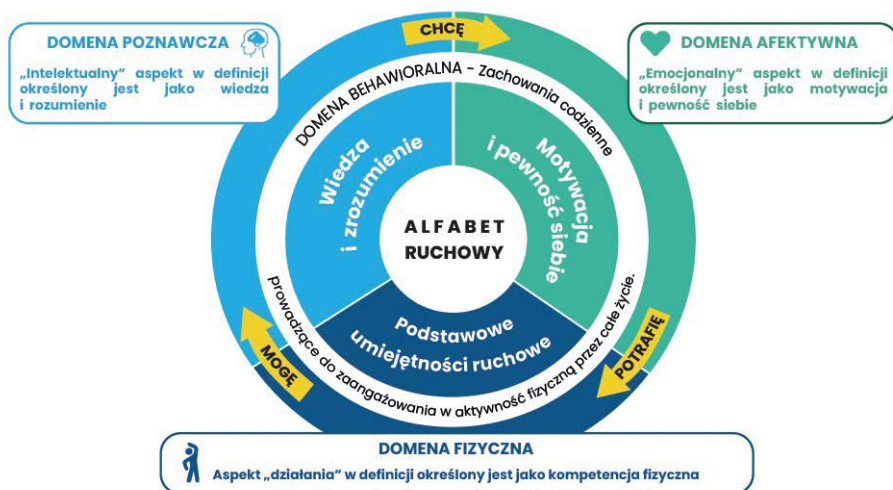 CHCĘ
DOMENA POZNAWCZA
„Intelektualny” aspekt w definicji
określony jest jako wiedza
i rozumienie
DOMENA AFEKTYWNA
„Emocjonalny” aspekt w definicji
określony jest jako motywacja
i pewność siebie
DOMENA BEHAWIORALNA – Zachowania codzienne
prowadzące do zaangażowania w aktywność fizyczną przez całe życie.
Wiedza
i zrozumienie
Motywacja
i pewność siebie
ALFABET
RUCHOWY
Podstawowe
umiejętności ruchowe
MOGĘ
POTRAFIĘ
DOMENA FIZYCZNA
Aspekt „działania” w definicji określony jest jako kompetencja fizyczna